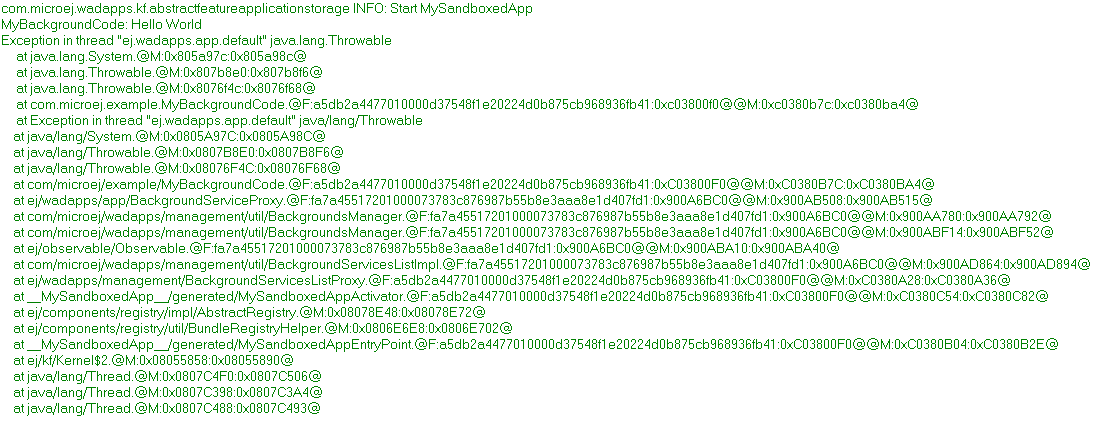 com.microej.wadapps.kf.abstractfeatureapplicationstorage INFO: Start MySandboxedApp
MyBackgroundCode: Hello World
Exception in thread "ej.wadapps.app.default" java.lang.Throwable
at java.lang.System.@M:0x805a97c:0x805a98c@
at java.lang.Throwable.@M:0x807b8e0:0x807b8f6@
at java.lang.Throwable.@M:0x8076f4c:0x8076f68@
at com.microej.example.MyBackgroundCode.@F:a5db2a4477010000d37548f1e20224d0b875cb968936fb41:0xc03800f0@@M:0xc0380b7c:0xc0380ba4@
at Exception in thread "ej.wadapps.app.default" java/lang/Throwable
at java/lang/System.@M:0x0805A97C:0x0805A98C@
at java/lang/Throwable.@M:0x0807B8E0:0x0807B8F6@
at java/lang/Throwable.@M:0x08076F4C:0x08076F68@
at com/microej/example/MyBackgroundCode.@F:a5db2a4477010000d37548f1e20224d0b875cb968936fb41:0xC03800F0@@M:0xC0380B7C:0xC0380BA4@
at ej/wadapps/app/BackgroundServiceProxy.@F:fa7a45517201000073783c876987b55b8e3aaa8e1d407fd1:0x900A6BC0@@M:0x900AB508:0x900AB515@
at com/microej/wadapps/management/util/BackgroundsManager.@F:fa7a45517201000073783c876987b55b8e3aaa8e1d407fd1:0x900A6BC0@@M:0x900AA780:0x900AA792@
at com/microej/wadapps/management/util/BackgroundsManager.@F:fa7a45517201000073783c876987b55b8e3aaa8e1d407fd1:0x900A6BC0@@M:0x900ABF14:0x900ABF52@
at ej/observable/Observable.@F:fa7a45517201000073783c876987b55b8e3aaa8e1d407fd1:0x900A6BC0@@M:0x900ABA10:0x900ABA40@
at com/microej/wadapps/management/util/BackgroundServicesListImpl.@F:fa7a45517201000073783c876987b55b8e3aaa8e1d407fd1:0x900A6BC0@@M:0x900AD864:0x900AD894@
at ej/wadapps/management/BackgroundServicesListProxy.@F:a5db2a4477010000d37548f1e20224d0b875cb968936fb41:0xC03800F0@@M:0xC0380A28:0xC0380A36@
at __MySandboxedApp__/generated/MySandboxedAppActivator.@F:a5db2a4477010000d37548f1e20224d0b875cb968936fb41:0xC03800F0@@M:0xC0380C54:0xC0380C82@
at ej/components/registry/impl/AbstractRegistry.@M:0x08078E48:0x08078E72@
at ej/components/registry/util/BundleRegistryHelper.@M:0x0806E6E8:0x0806E702@
at __MySandboxedApp__/generated/MySandboxedAppEntryPoint.@F:a5db2a4477010000d37548f1e20224d0b875cb968936fb41:0xC03800F0@@M:0xC0380B04:0xC0380B2E@
at ej/kf/Kernel$2.@M:0x08055858:0x08055890@
at java/lang/Thread.@M:0x0807C4F0:0x0807C506@
at java/lang/Thread.@M:0x0807C398:0x0807C3A4@
at java/lang/Thread.@M:0x0807C488:0x0807C493@